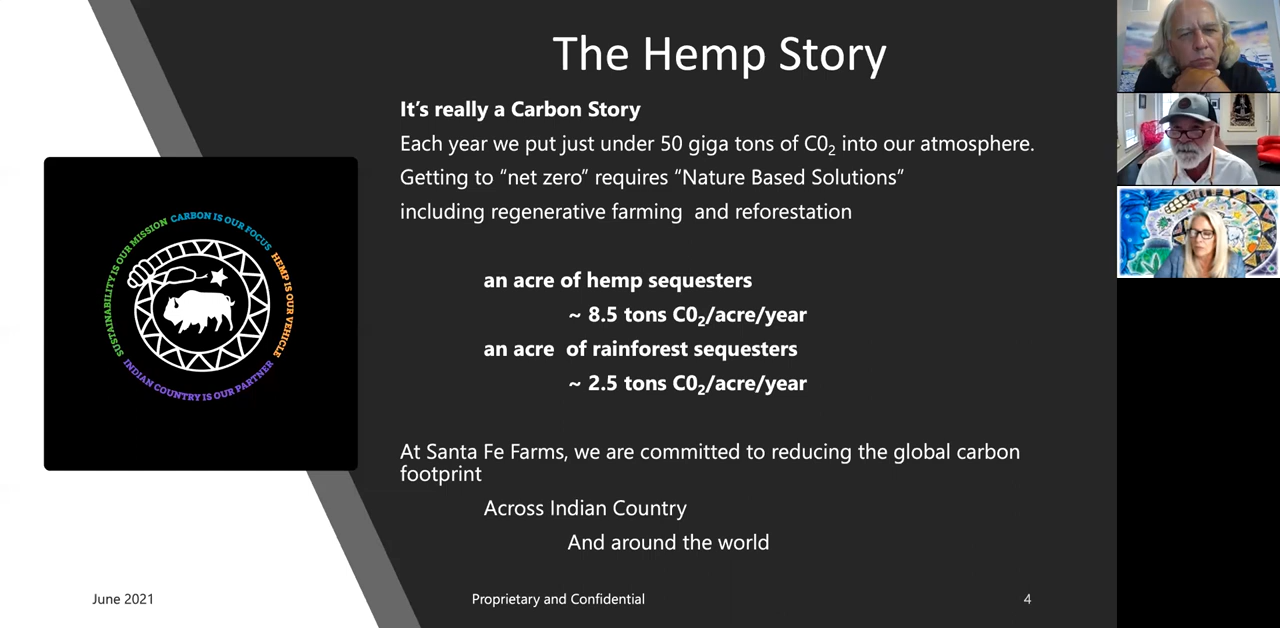 The Hemp Story
It's really a Carbon Story
Each year we put just under 50 giga tons of C0₂ into our atmosphere.
Getting to “net zero” requires “Nature Based Solutions”
including regenerative farming  and reforestation
an acre of hemp sequesters
~ 8.5 tons C0₂/acre/year
an acre  of rainforest sequesters
~ 2.5 tons C0₂/acre/year
At Santa Fe Farms, we are committed to reducing the global carbon
footprint
Across Indian Country
And around the world
SUSTAINABILITY IS OUR MISSION
CARBON IS OUR FOCUS
HEMP IS OUR VEHICLE
INDIAN COUNTRY IS OUR PARTNER
June 2021
Proprietary and Confidential
4